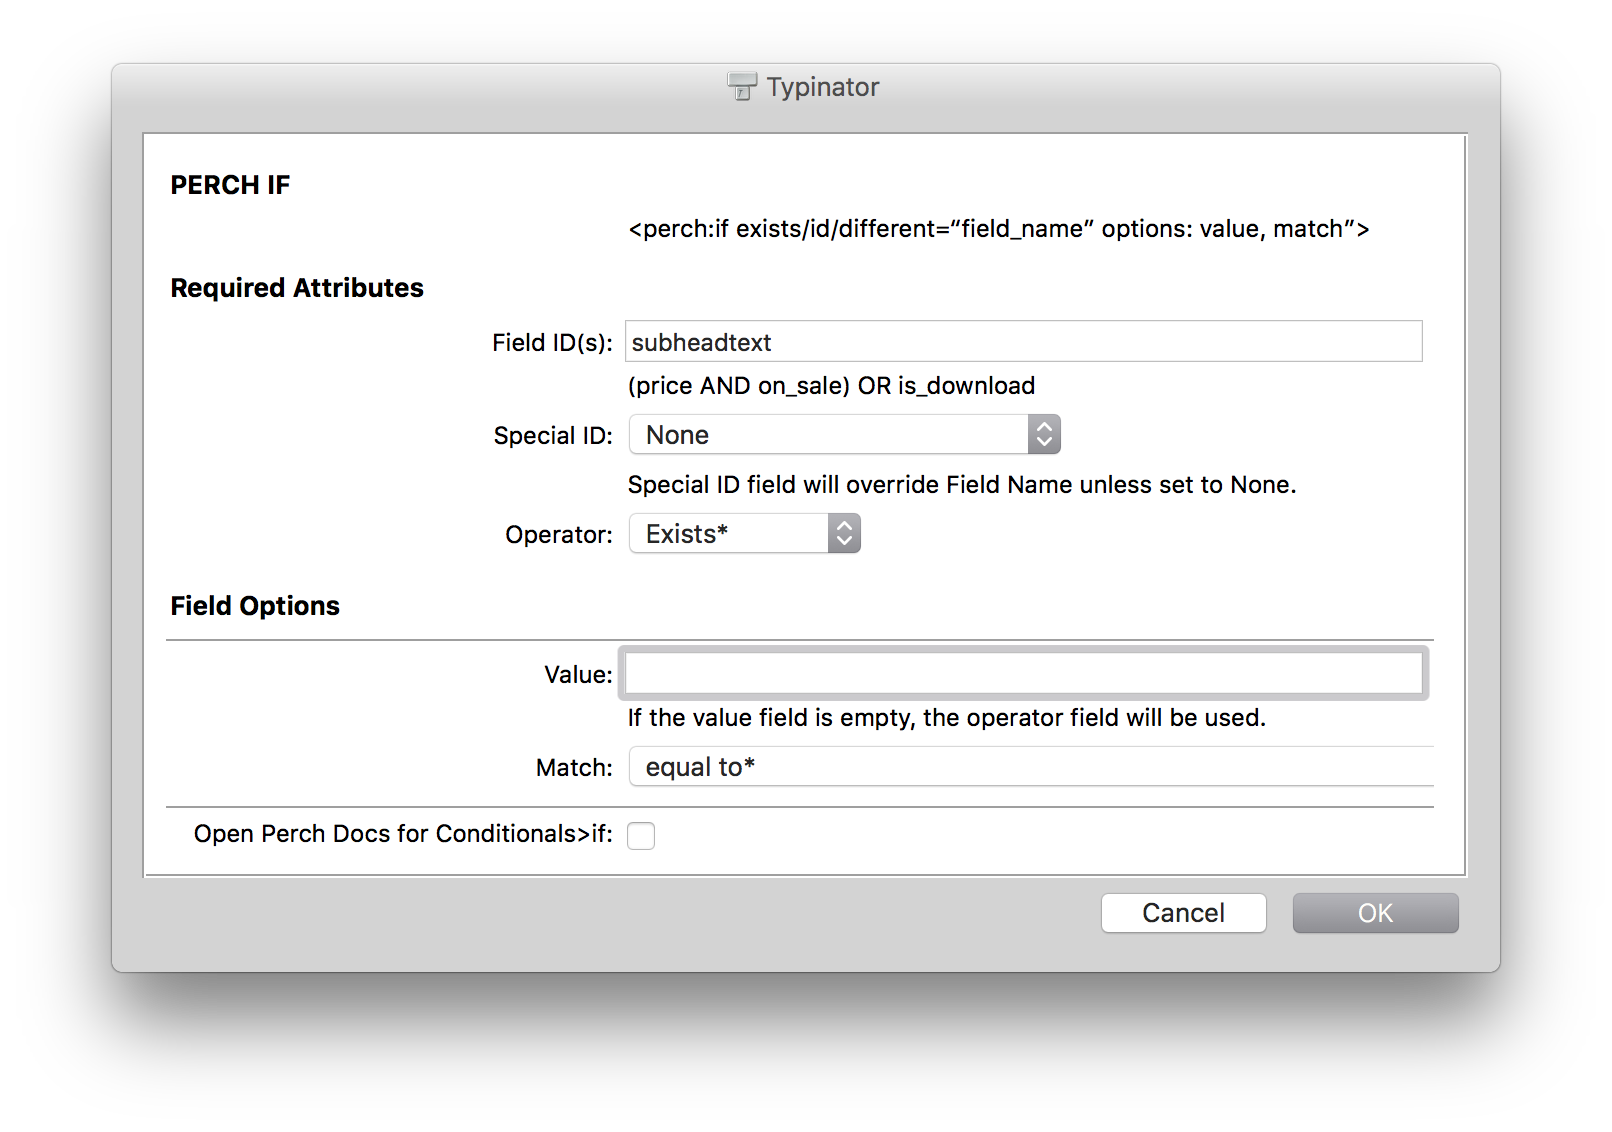 Typinator
PERCH IF
<perch:if exists/id/different=“field_name” options: value, match”>
Required Attributes
Field ID(s): subheadtext
(price AND on_sale) OR is_download
Special ID: None
Special ID field will override Field Name unless set to None.
Operator: Exists*
Field Options
Value:
If the value field is empty, the operator field will be used.
Match: equal to*
Open Perch Docs for Conditionals>if:
Cancel OK